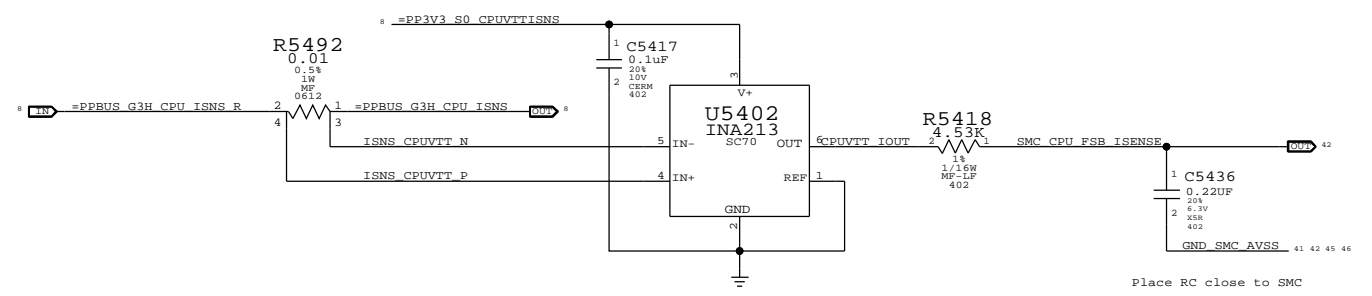 8 =PP3V3_S0_CPUVTTISNS
R5492
0.01
0.5%
1W
MF
0612
1 C5417
0.1uF
20%
10V
2 CERM
402
3
V+
8 IN =PPBUS_G3H_CPU_ISNS_R 2 1 =PPBUS_G3H_CPU_ISNS OUT 8
4 3
U5402
INA213
SC70
R5418
4.53K
ISNS_CPUVTT_N 5 IN- OUT 6 CPUVTT_IOUT 2 1 SMC_CPU_FSB_ISENSE OUT 42
1%
1/16W
MF-LF
402
ISNS_CPUVTT_P 4 IN+ REF 1
1 C5436
0.22UF
20%
6.3V
2 X5R
402
GND
2
GND_SMC_AVSS 41 42 45 46
Place RC close to SMC